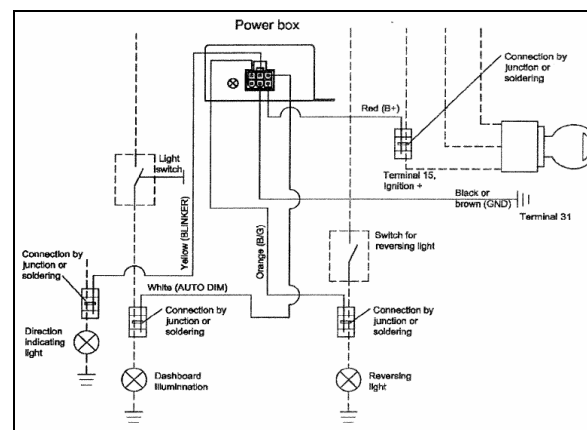 Power box
Connection by
junction or
soldering
Red (B+)
Light
switch
Terminal 15,
Ignition +
Black or
brown (GND)
Terminal 31
Yellow (BLINKER)
Orange (B/G)
Switch for
reversing light
Connection by
junction or
soldering
White (AUTO DIM)
Connection by
junction or
soldering
Connection by
junction or
soldering
Direction
indicating
light
Dashboard
illumination
Reversing
light